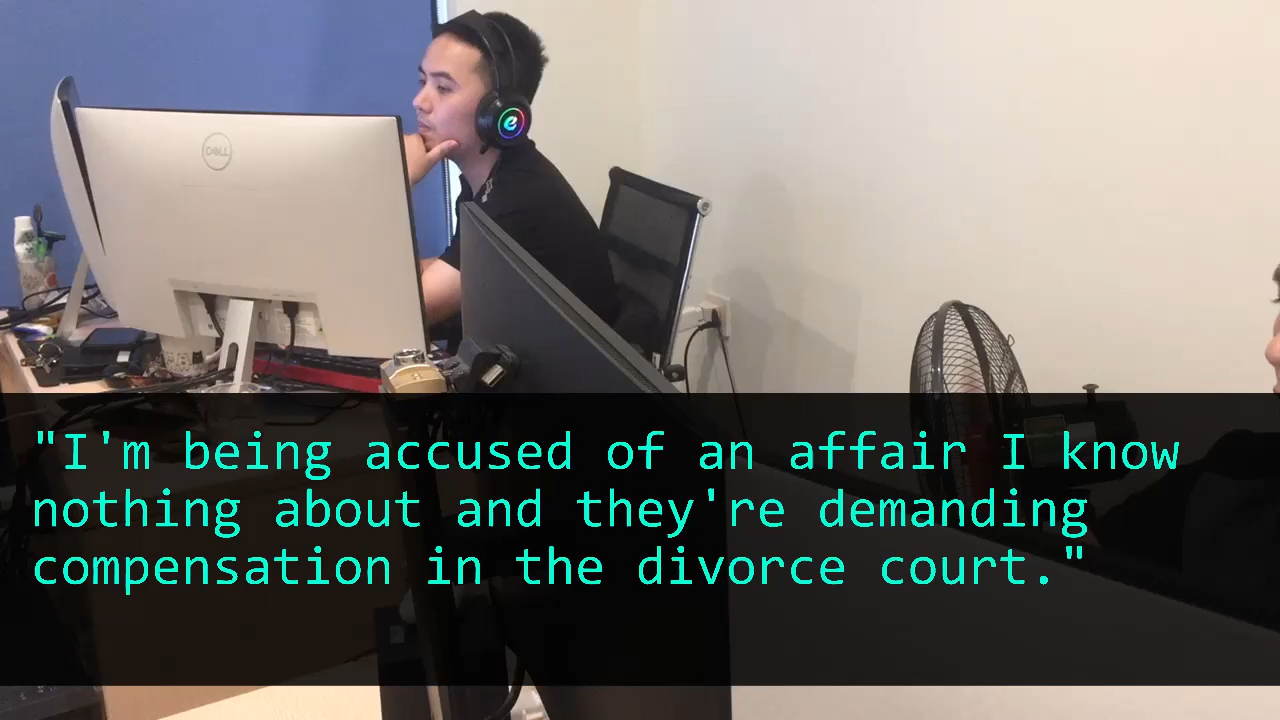 DELL
"I'm being accused of an affair I know
nothing about and they're demanding
compensation in the divorce court."